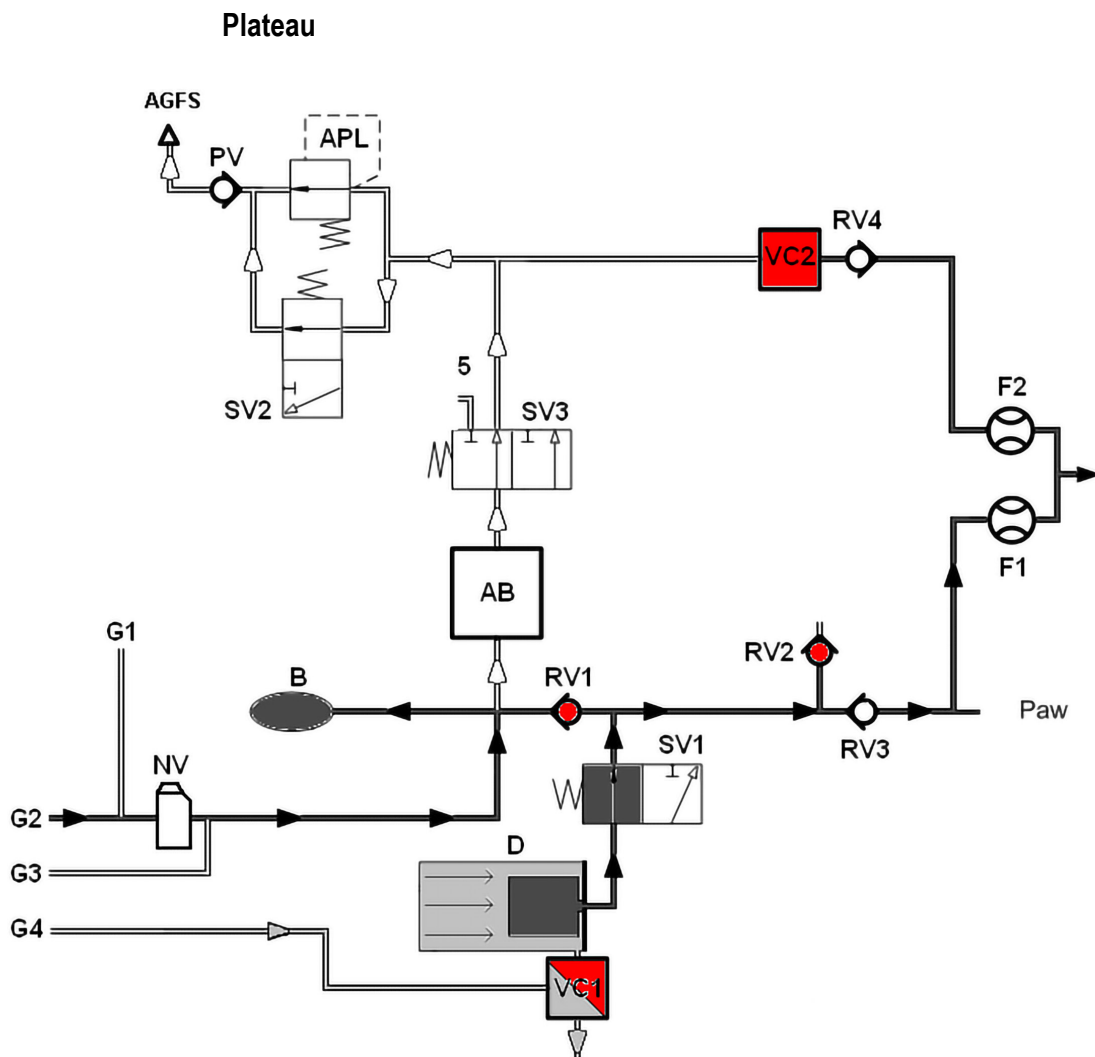 Plateau
AGFS
PV
APL
RV4
VC2
5
SV2
SV3
F2
F1
AB
G1
B
RV1
RV2
Paw
RV3
NV
SV1
G2
D
G3
G4
VC1